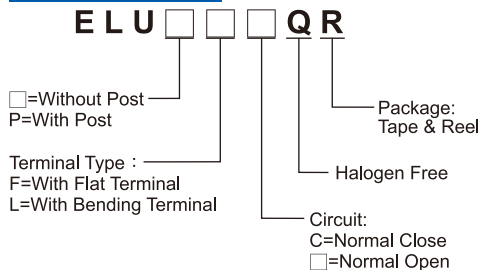 ELU□□□QR
□=Without Post
P=With Post
Package:
Tape & Reel
Terminal Type :
F=With Flat Terminal
L=With Bending Terminal
Halogen Free
Circuit:
C=Normal Close
□=Normal Open